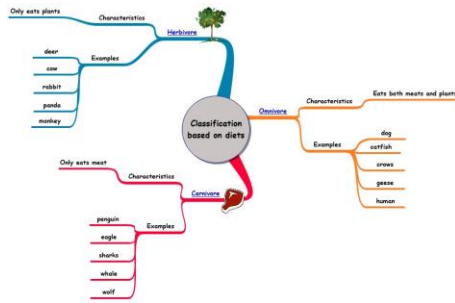 Classification
based on diets
Herbivore
Characteristics
Only eats plants
Examples
deer
cow
rabbit
panda
monkey
Omnivore
Characteristics
Eats both meats and plants
Examples
dog
catfish
crows
geese
human
Carnivore
Characteristics
Only eats meat
Examples
penguin
eagle
sharks
whale
wolf